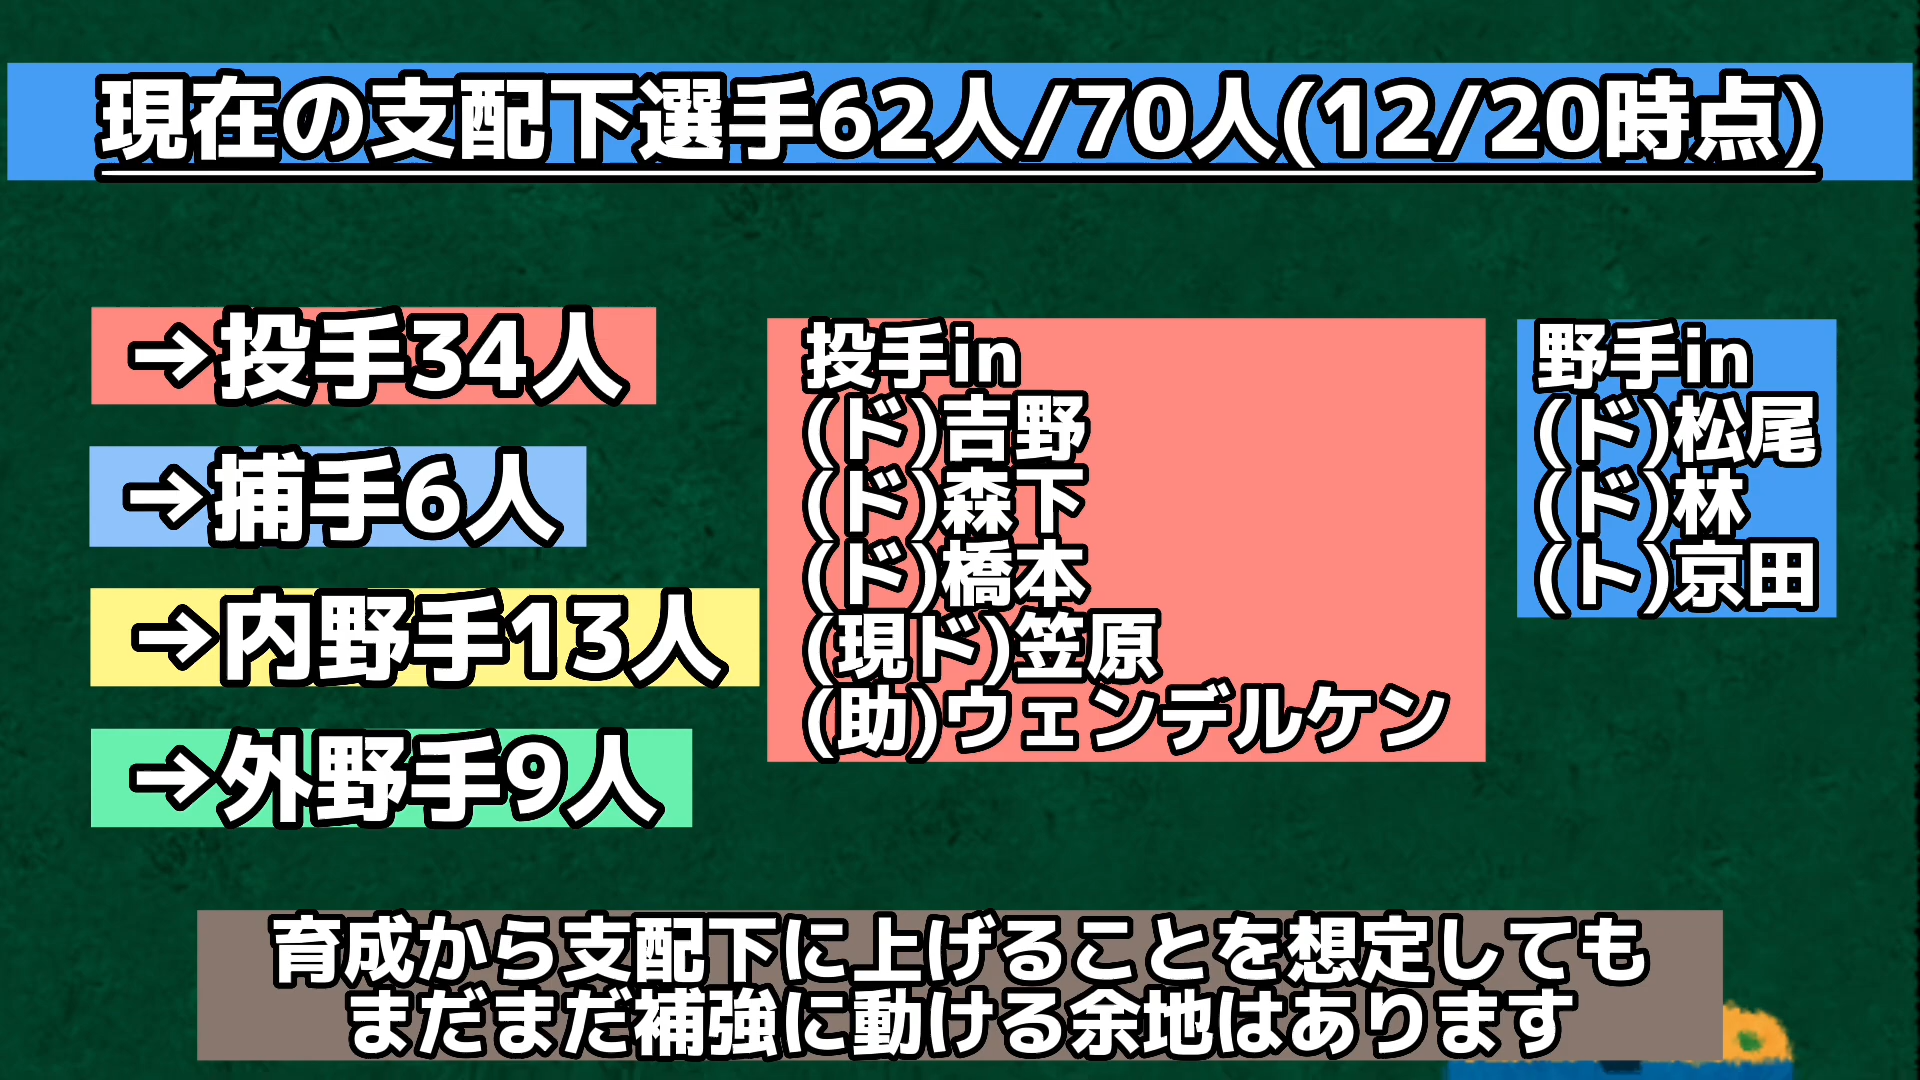 現在の支配下選手62人/70人(12/20時点)
→投手34人
→捕手6人
→内野手13人
→外野手9人
投手in
(ド)吉野
(ド)森下
(ド)橋本
(現ド)笠原
(助)ウェンデルケン
野手in
(ド)松尾
(ド)林
(ト)京田
育成から支配下に上げることを想定しても
まだまだ補強に動ける余地はあります